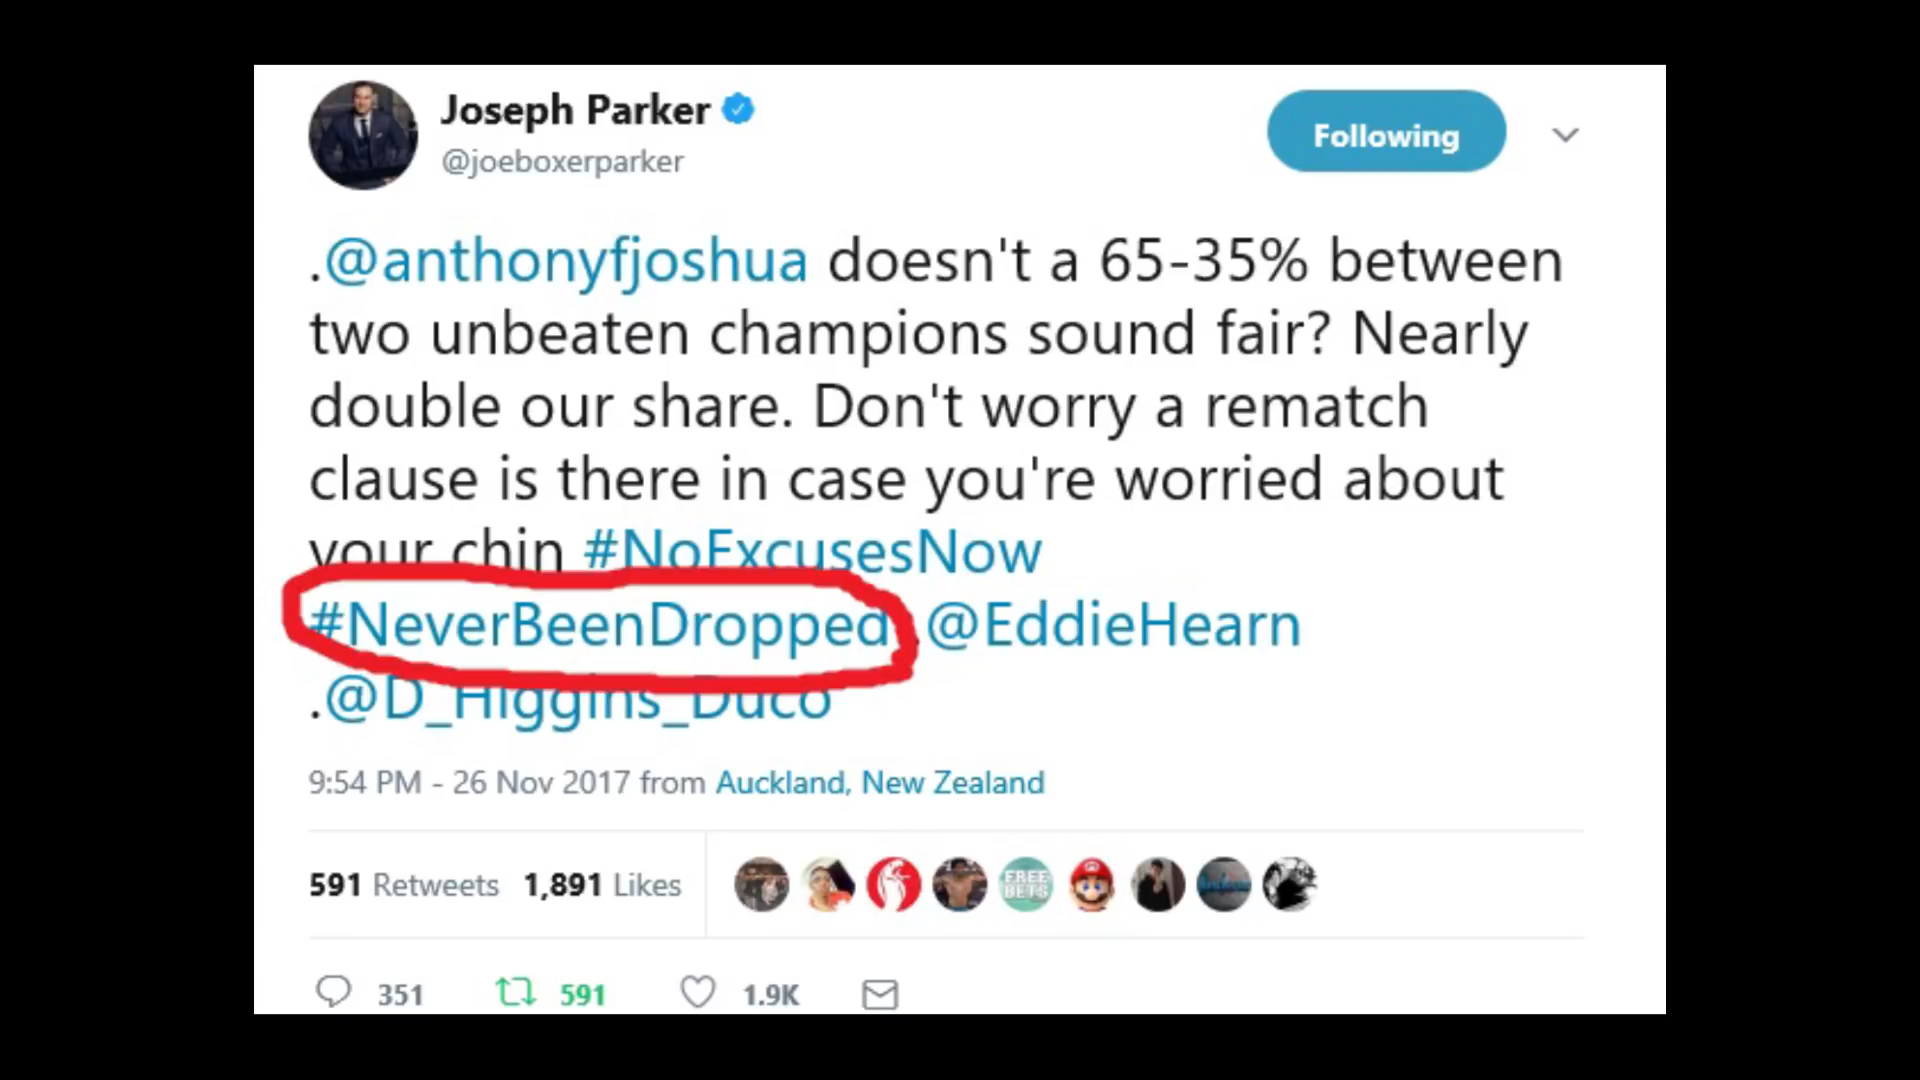 Joseph Parker
@joeboxerparker
Following
.@anthonyfjoshua doesn't a 65-35% between
two unbeaten champions sound fair? Nearly
double our share. Don't worry a rematch
clause is there in case you're worried about
your chin #NoExcusesNow
#NeverBeenDropped .@EddieHearn
.@D_Higgins_Duco
9:54 PM - 26 Nov 2017 from Auckland, New Zealand
591 Retweets 1,891 Likes
FREE
BETS
351 591 1.9K